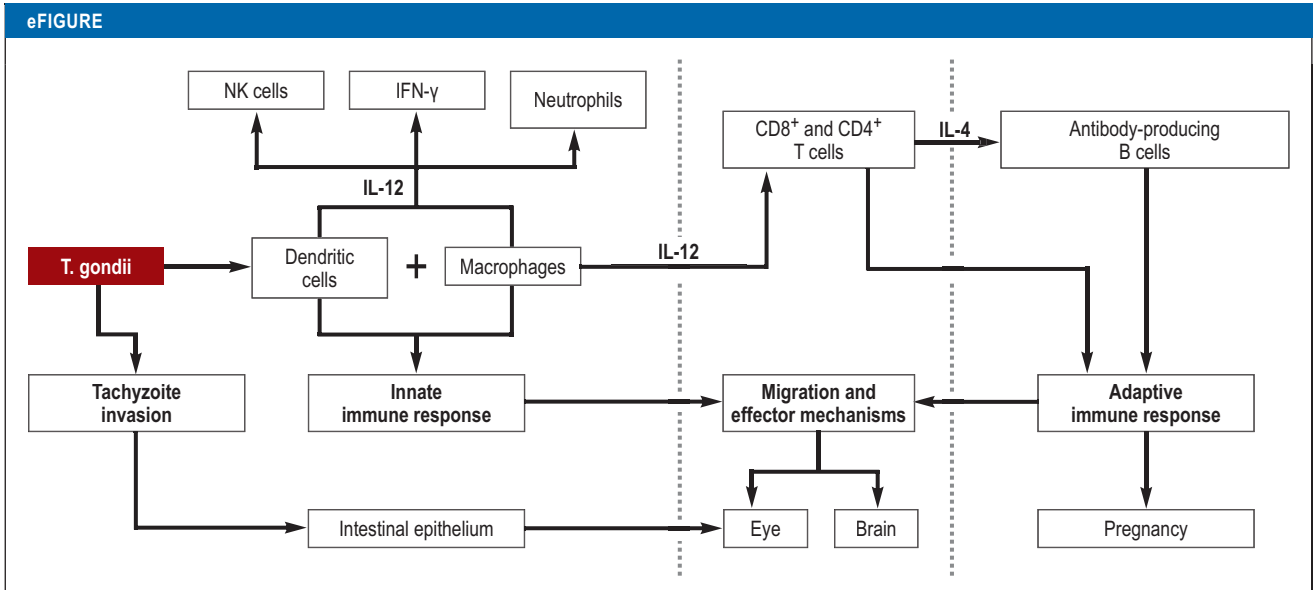 eFIGURE
NK cells
IFN-γ
Neutrophils
CD8+ and CD4+
T cells
IL-4
Antibody-producing
B cells
IL-12
T. gondii
Dendritic
cells
+
Macrophages
IL-12
Tachyzoite
invasion
Innate
immune response
Migration and
effector mechanisms
Adaptive
immune response
Intestinal epithelium
Eye
Brain
Pregnancy